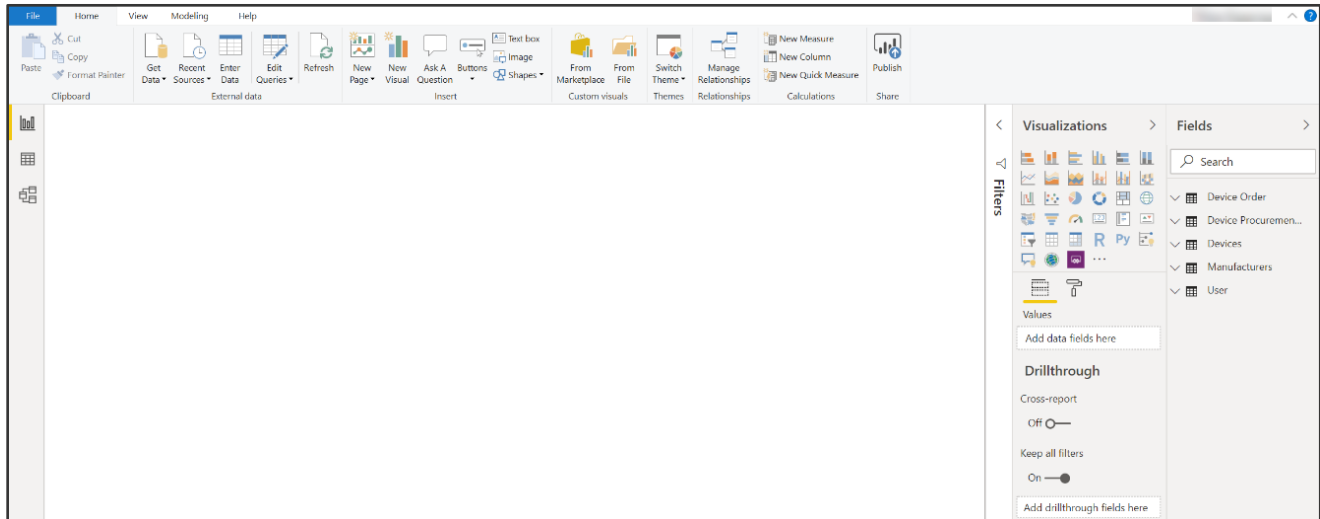 File Home View Modeling Help
Cut
Copy
Format Painter
Paste
Clipboard
Get Data
Recent Sources
Enter Data
Edit Queries
Refresh
External data
New Page
New Visual
Ask A Question
Buttons
Text box
Image
Shapes
Insert
From Marketplace
From File
Custom visuals
Switch Theme
Themes
Manage Relationships
Relationships
New Measure
New Column
New Quick Measure
Calculations
Publish
Share
Filters
Visualizations
R Py
...
Values
Add data fields here
Drillthrough
Cross-report
Off
Keep all filters
On
Add drillthrough fields here
Fields
Search
Device Order
Device Procuremen...
Devices
Manufacturers
User